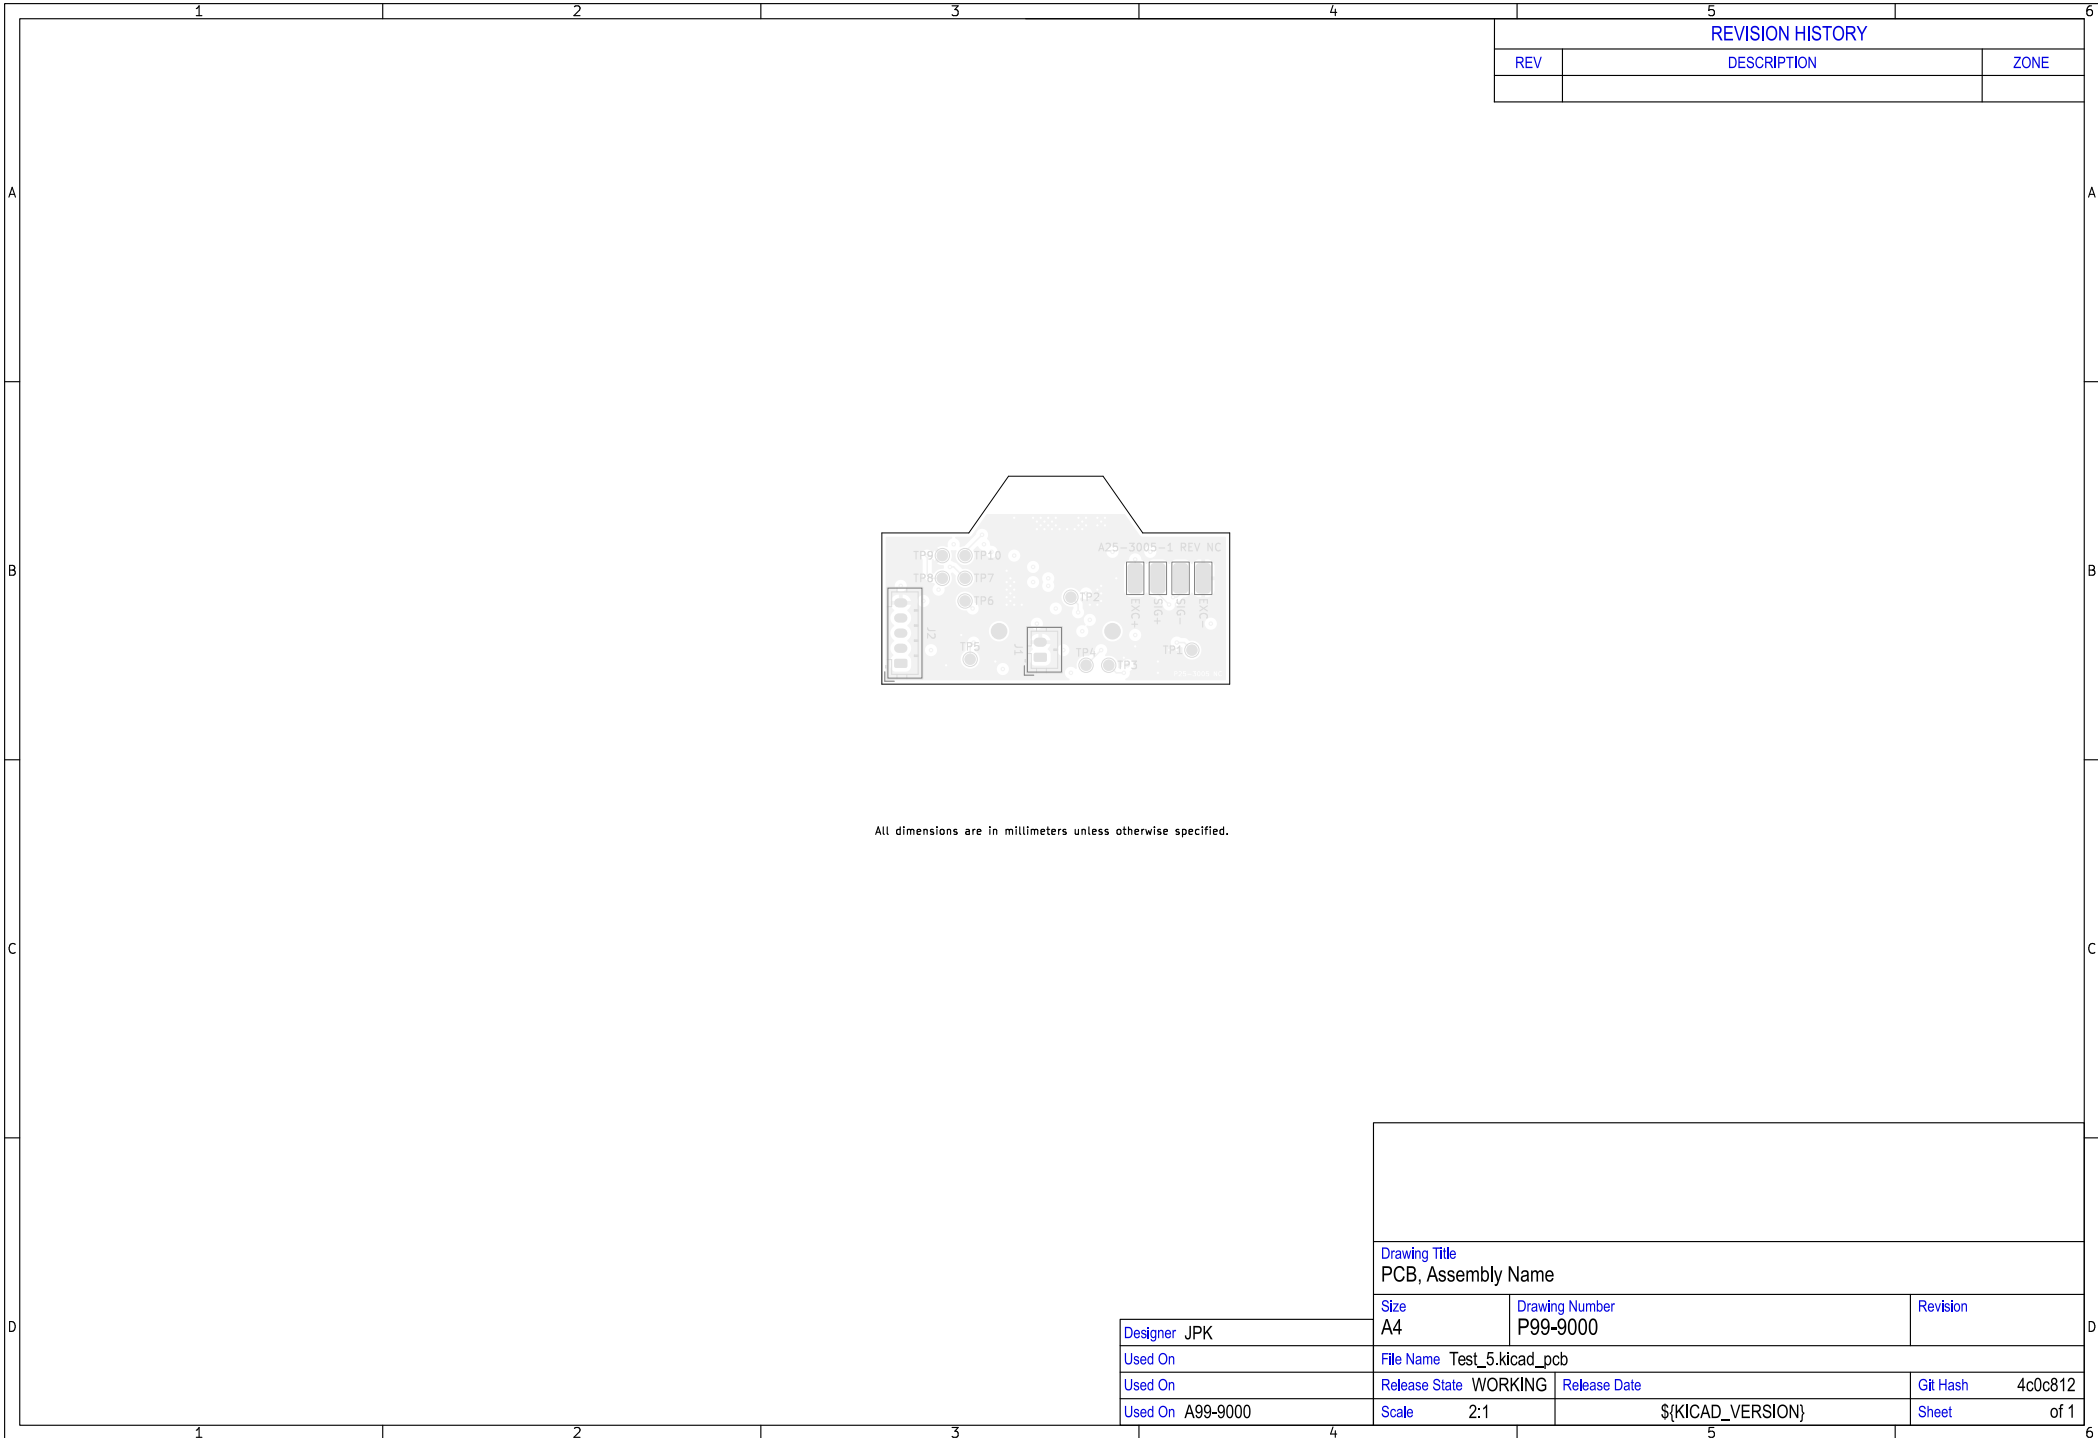 1 2 3 4 5 6
REVISION HISTORY
REV DESCRIPTION ZONE
A A
A25-3005-1 REV NC
TP9 TP10
B B
TP8 TP7
TP6 TP2
EXC+ SIG+ SIG- EXC-
J2
TP5 J1 TP4 TP3 TP1
All dimensions are in millimeters unless otherwise specified.
C C
Drawing Title
PCB, Assembly Name
Size Drawing Number Revision
A4 P99-9000
D D
Designer JPK
Used On File Name Test_5.kicad_pcb
Used On Release State WORKING Release Date Git Hash 4c0c812
Used On A99-9000 Scale 2:1 ${KICAD_VERSION} Sheet of 1
1 2 3 4 5 6